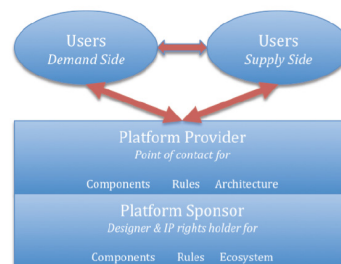 Users
Demand Side
Users
Supply Side
Platform Provider
Point of contact for
Components Rules Architecture
Platform Sponsor
Designer & IP rights holder for
Components Rules Ecosystem